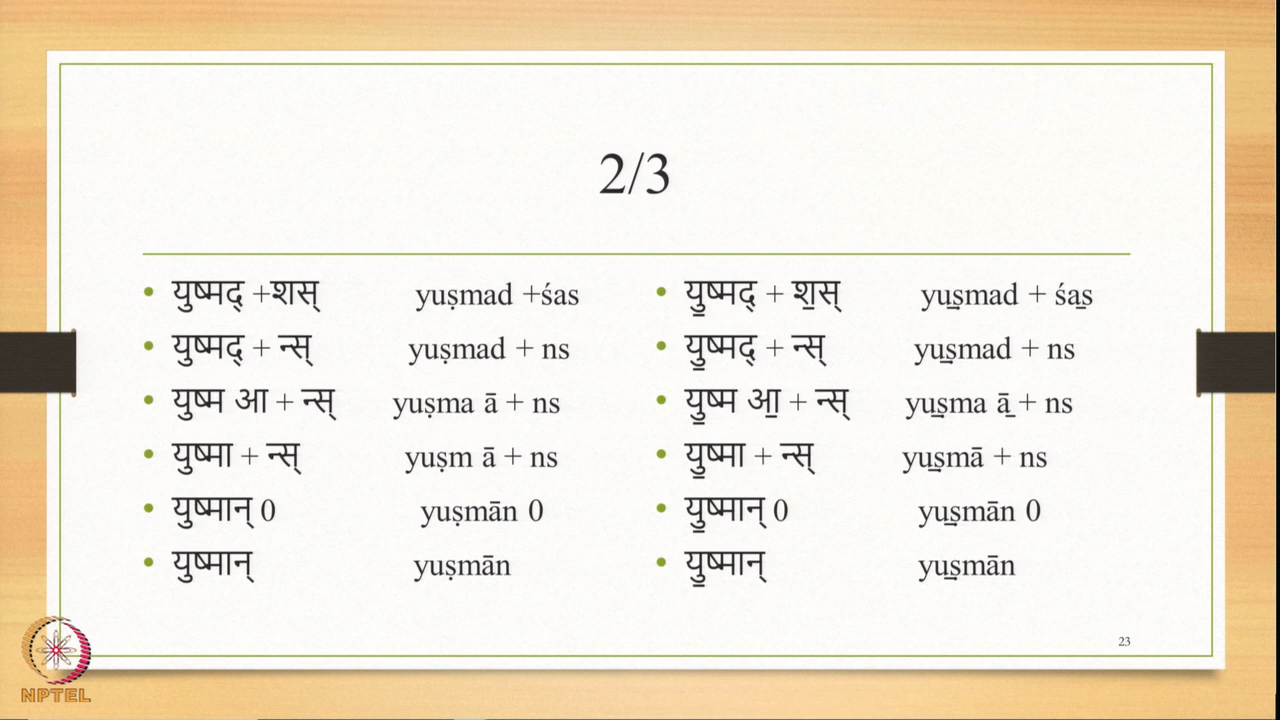 2/3
• युष्मद् +शस् yuṣmad +śas
• युष्मद् + न्स् yuṣmad + ns
• युष्म आ + न्स् yuṣma ā + ns
• युष्मा + न्स् yuṣm ā + ns
• युष्मान् 0 yuṣmān 0
• युष्मान् yuṣmān
• यु॒ष्मद् + श॒स् yu̱ṣmad + śa̱s
• यु॒ष्मद् + न्स् yu̱ṣmad + ns
• यु॒ष्म आ॒ + न्स् yu̱ṣma ā̱ + ns
• यु॒ष्मा + न्स् yu̱ṣmā + ns
• यु॒ष्मान् 0 yu̱ṣmān 0
• यु॒ष्मान् yu̱ṣmān
23
NPTEL